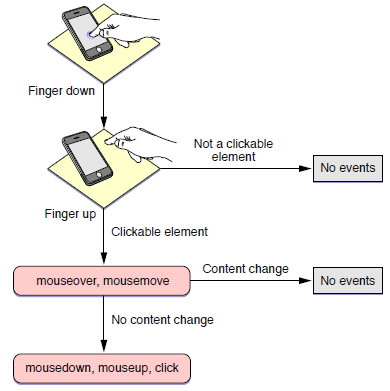 Finger down
Not a clickable
element
No events
Finger up
Clickable element
mouseover, mousemove
Content change
No events
No content change
mousedown, mouseup, click